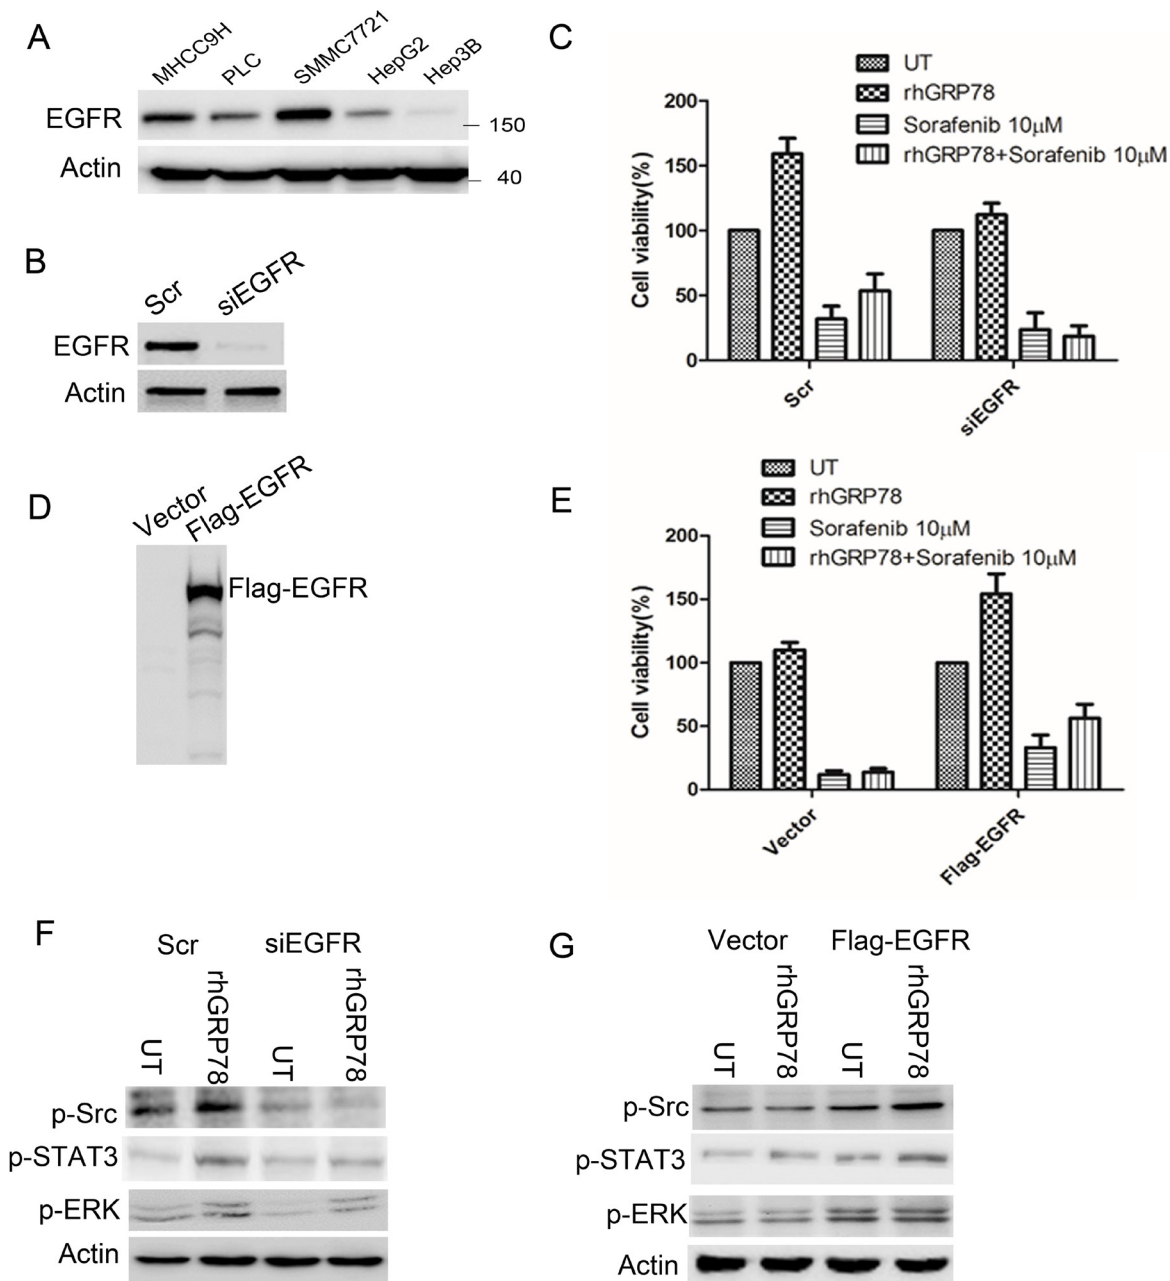 A
MHCC9H PLC SMMC7721 HepG2 Hep3B
EGFR
150
Actin
40
B
Scr siEGFR
EGFR
Actin
C
UT
rhGRP78
Sorafenib 10μM
rhGRP78+Sorafenib 10μM
Cell viability(%)
200
150
100
50
0
Scr siEGFR
D
Vector Flag-EGFR
Flag-EGFR
E
UT
rhGRP78
Sorafenib 10μM
rhGRP78+Sorafenib 10μM
Cell viability(%)
200
150
100
50
0
Vector Flag-EGFR
F
Scr siEGFR
UT rhGRP78 UT rhGRP78
p-Src
p-STAT3
p-ERK
Actin
G
Vector Flag-EGFR
UT rhGRP78 UT rhGRP78
p-Src
p-STAT3
p-ERK
Actin